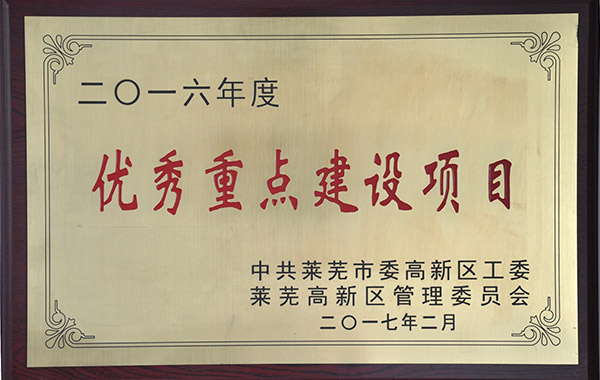 二〇一六年度
优秀重点建设项目
中共莱芜市委高新区工委
莱芜高新区管理委员会
二〇一七年二月